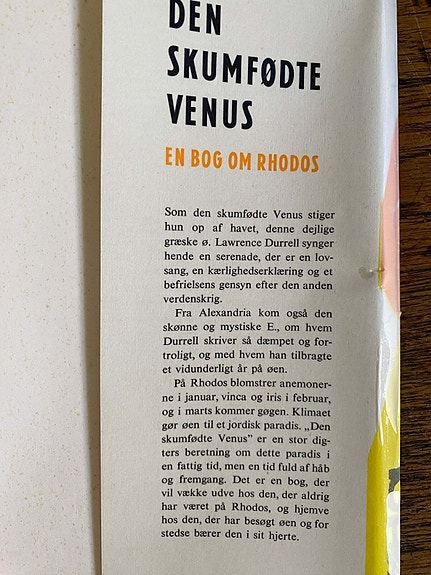 DEN
SKUMFØDTE
VENUS
EN BOG OM RHODOS
Som den skumfødte Venus stiger
hun op af havet, denne dejlige
græske ø. Lawrence Durrell synger
hende en serenade, der er en lov-
sang, en kærlighedserklæring og et
befrielsens gensyn efter den anden
verdenskrig.
Fra Alexandria kom også den
skønne og mystiske E., om hvem
Durrell skriver så dæmpet og for-
troligt, og med hvem han tilbragte
et vidunderligt år på øen.
På Rhodos blomstrer anemoner-
ne i januar, vinca og iris i februar,
og i marts kommer gøgen. Klimaet
gør øen til et jordisk paradis. „Den
skumfødte Venus” er en stor dig-
ters beretning om dette paradis i
en fattig tid, men en tid fuld af håb
og fremgang. Det er en bog, der
vil vække udve hos den, der aldrig
har været på Rhodos, og hjemve
hos den, der har besøgt øen og for
stedse bærer den i sit hjerte.